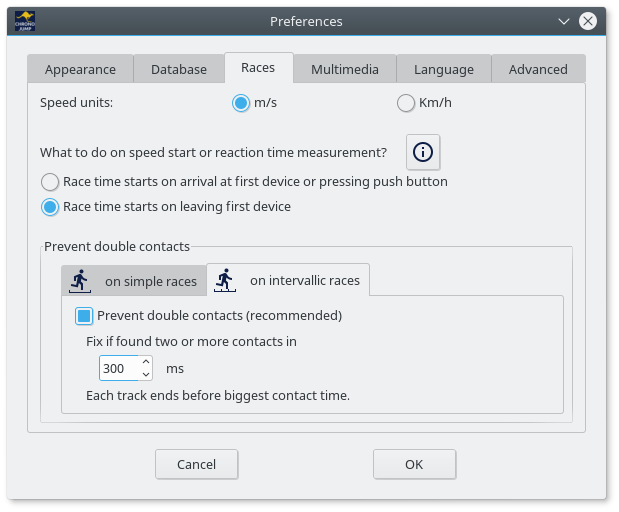 CHRONO
JUMP
Preferences
Appearance Database Races Multimedia Language Advanced
Speed units: m/s Km/h
What to do on speed start or reaction time measurement?
Race time starts on arrival at first device or pressing push button
Race time starts on leaving first device
Prevent double contacts
on simple races on intervallic races
Prevent double contacts (recommended)
Fix if found two or more contacts in
300 ms
Each track ends before biggest contact time.
Cancel OK